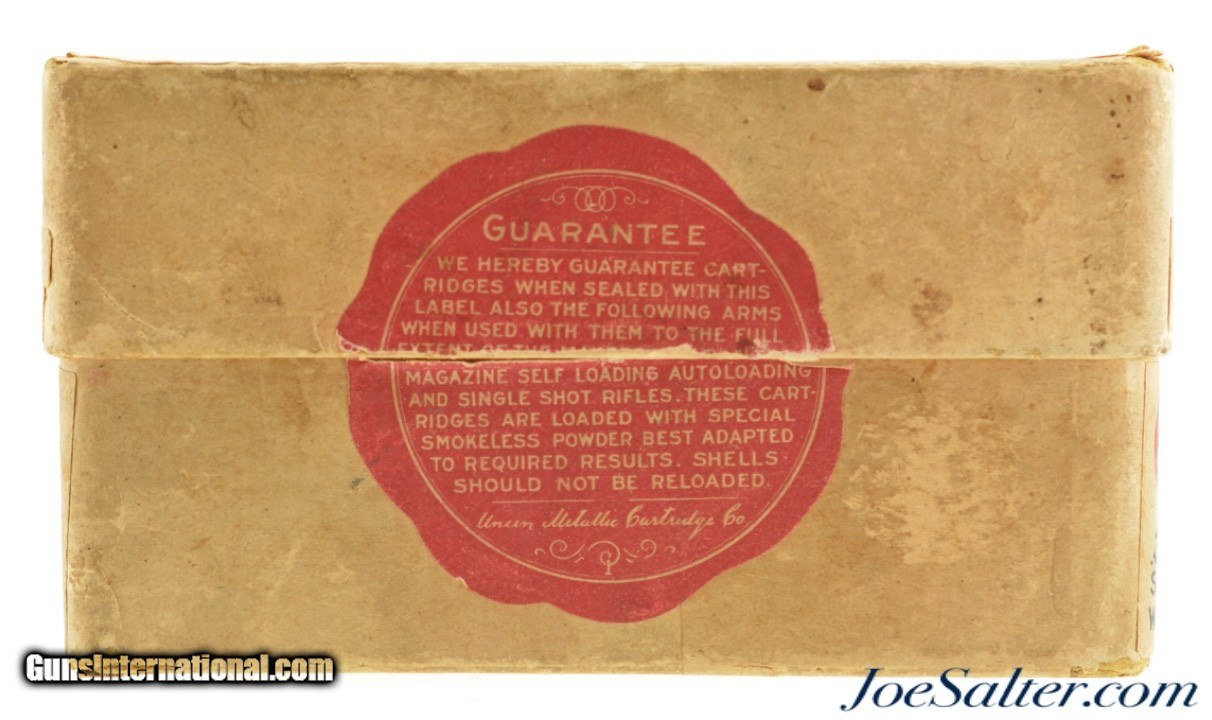 GUARANTEE
WE HEREBY GUARANTEE CART-
RIDGES WHEN SEALED WITH THIS
LABEL ALSO THE FOLLOWING ARMS
WHEN USED WITH THEM TO THE FULL
EXTENT OF THE
MAGAZINE SELF LOADING AUTOLOADING
AND SINGLE SHOT RIFLES. THESE CART-
RIDGES ARE LOADED WITH SPECIAL
SMOKELESS POWDER BEST ADAPTED
TO REQUIRED RESULTS. SHELLS
SHOULD NOT BE RELOADED.
Union Metallic Cartridge Co
GunsInternational.com
JoeSalter.com